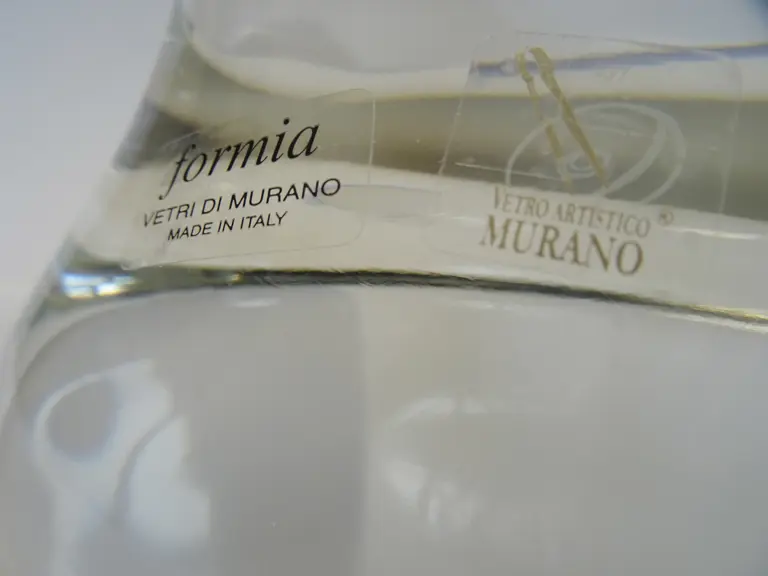 formia
VETRI DI MURANO
MADE IN ITALY
VETRO ARTISTICO ®
MURANO